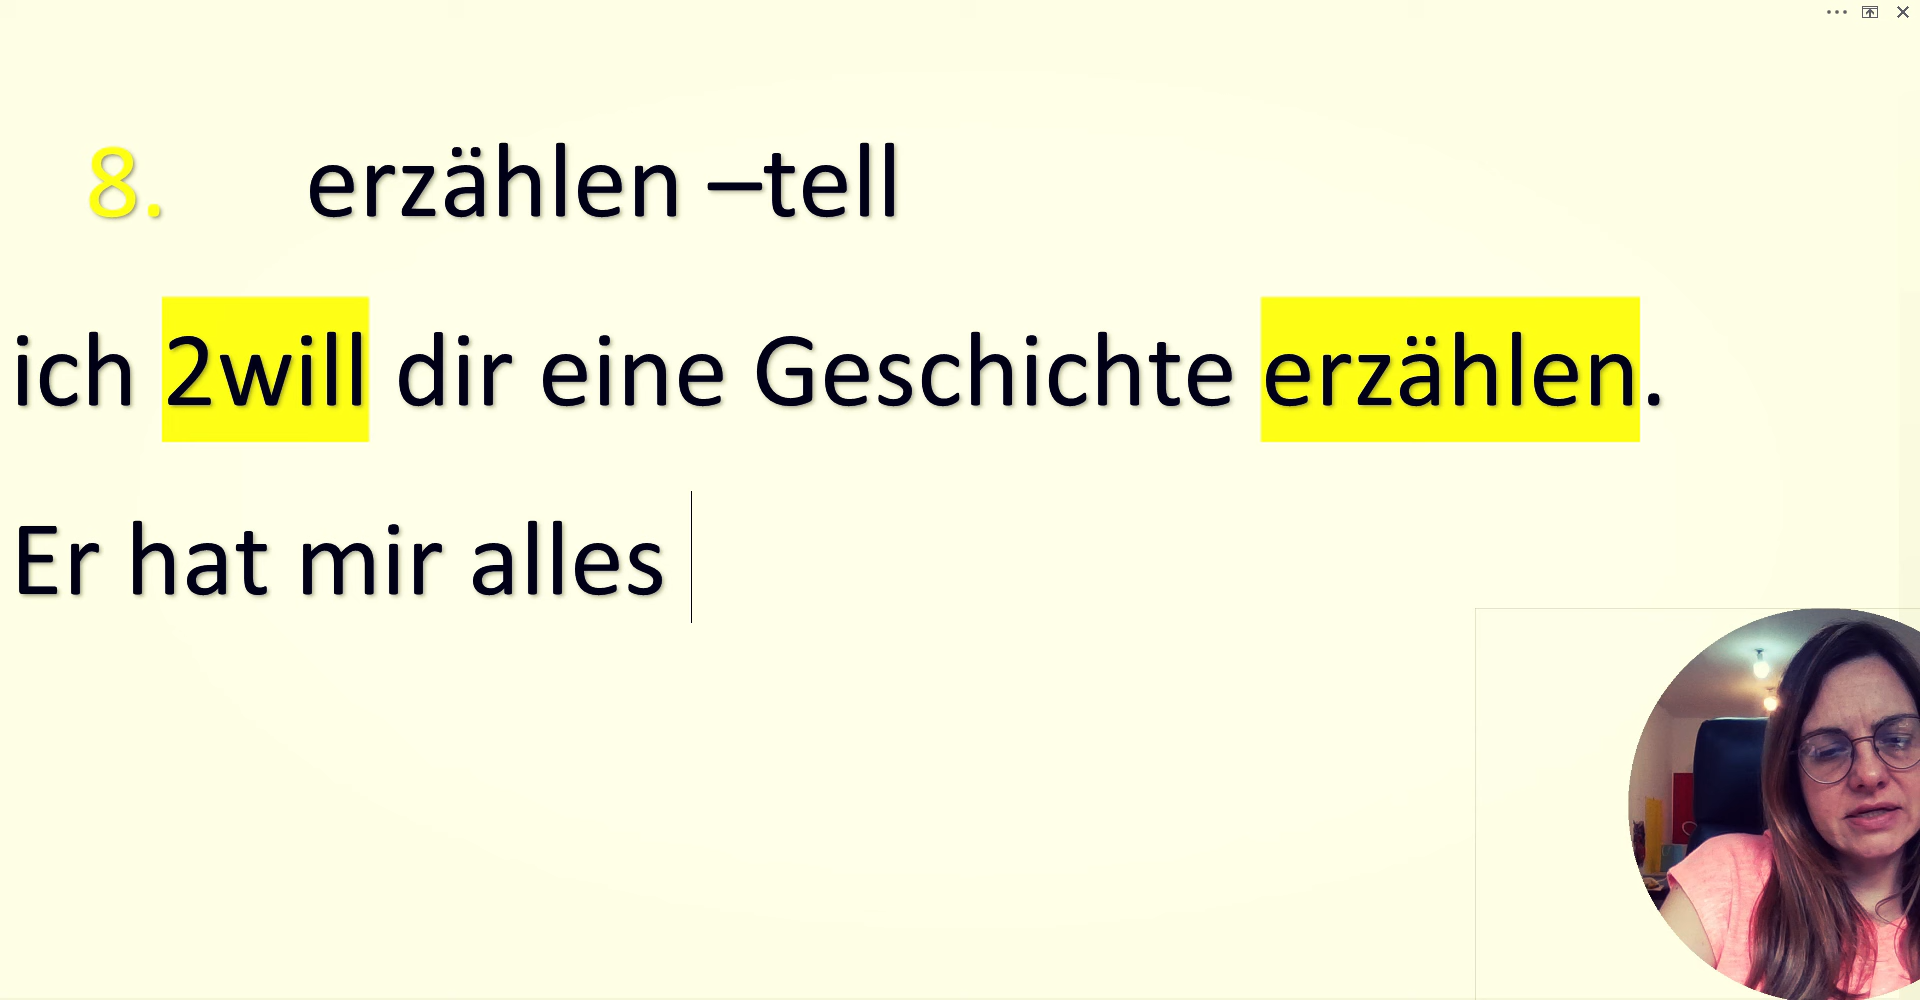 8. erzählen –tell
ich 2will dir eine Geschichte erzählen.
Er hat mir alles